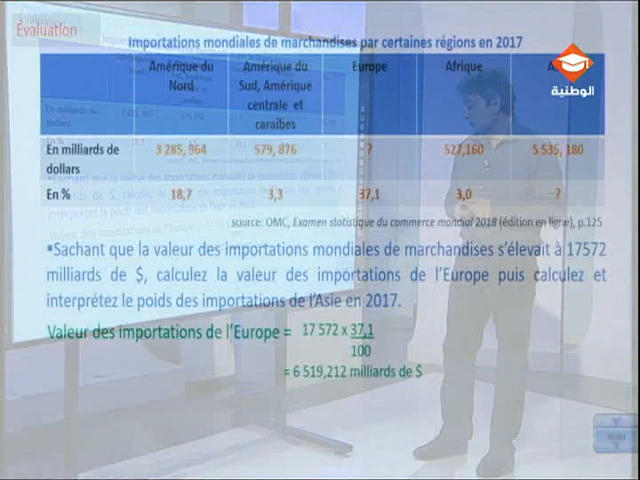 Evaluation
Importations mondiales de marchandises par certaines régions en 2017
Amérique du Nord
Amérique du Sud, Amérique centrale et caraïbes
Europe
Afrique
الوطنية
En milliards de dollars
3 285, 964
579, 876
?
527,160
5 535, 180
En %
18,7
3,3
37,1
3,0
?
source: OMC, Examen statistique du commerce mondial 2018 (édition en ligne), p.125
▪Sachant que la valeur des importations mondiales de marchandises s'élevait à 17572
milliards de $, calculez la valeur des importations de l'Europe puis calculez et
interprétez le poids des importations de l'Asie en 2017.
Valeur des importations de l'Europe = 17 572 x 37,1
100
= 6 519,212 milliards de $